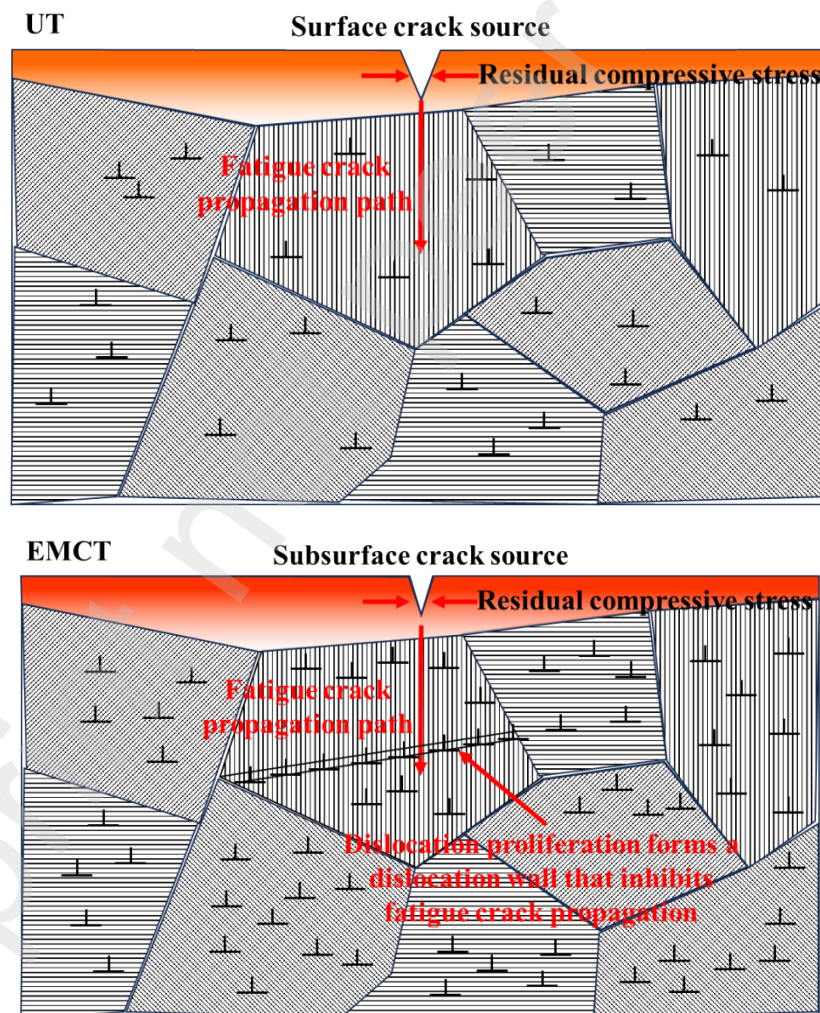 UT
Surface crack source
Residual compressive stress
Fatigue crack
propagation path
EMCT
Subsurface crack source
Residual compressive stress
Fatigue crack
propagation path
Dislocation proliferation forms a
dislocation wall that inhibits
fatigue crack propagation